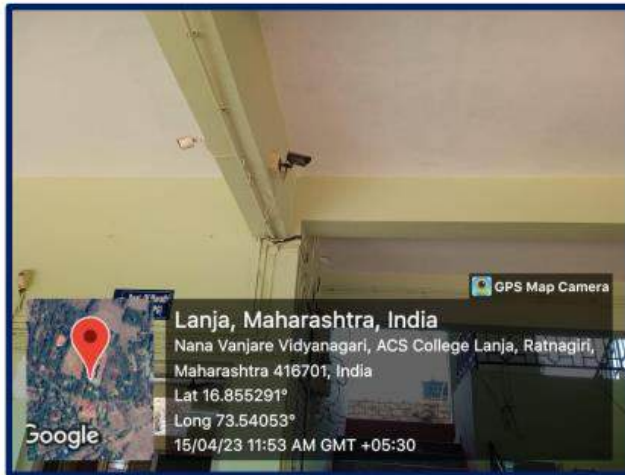 GPS Map Camera
Lanja, Maharashtra, India
Nana Vanjare Vidyanagari, ACS College Lanja, Ratnagiri,
Maharashtra 416701, India
Lat 16.855291°
Long 73.54053°
15/04/23 11:53 AM GMT +05:30
Google